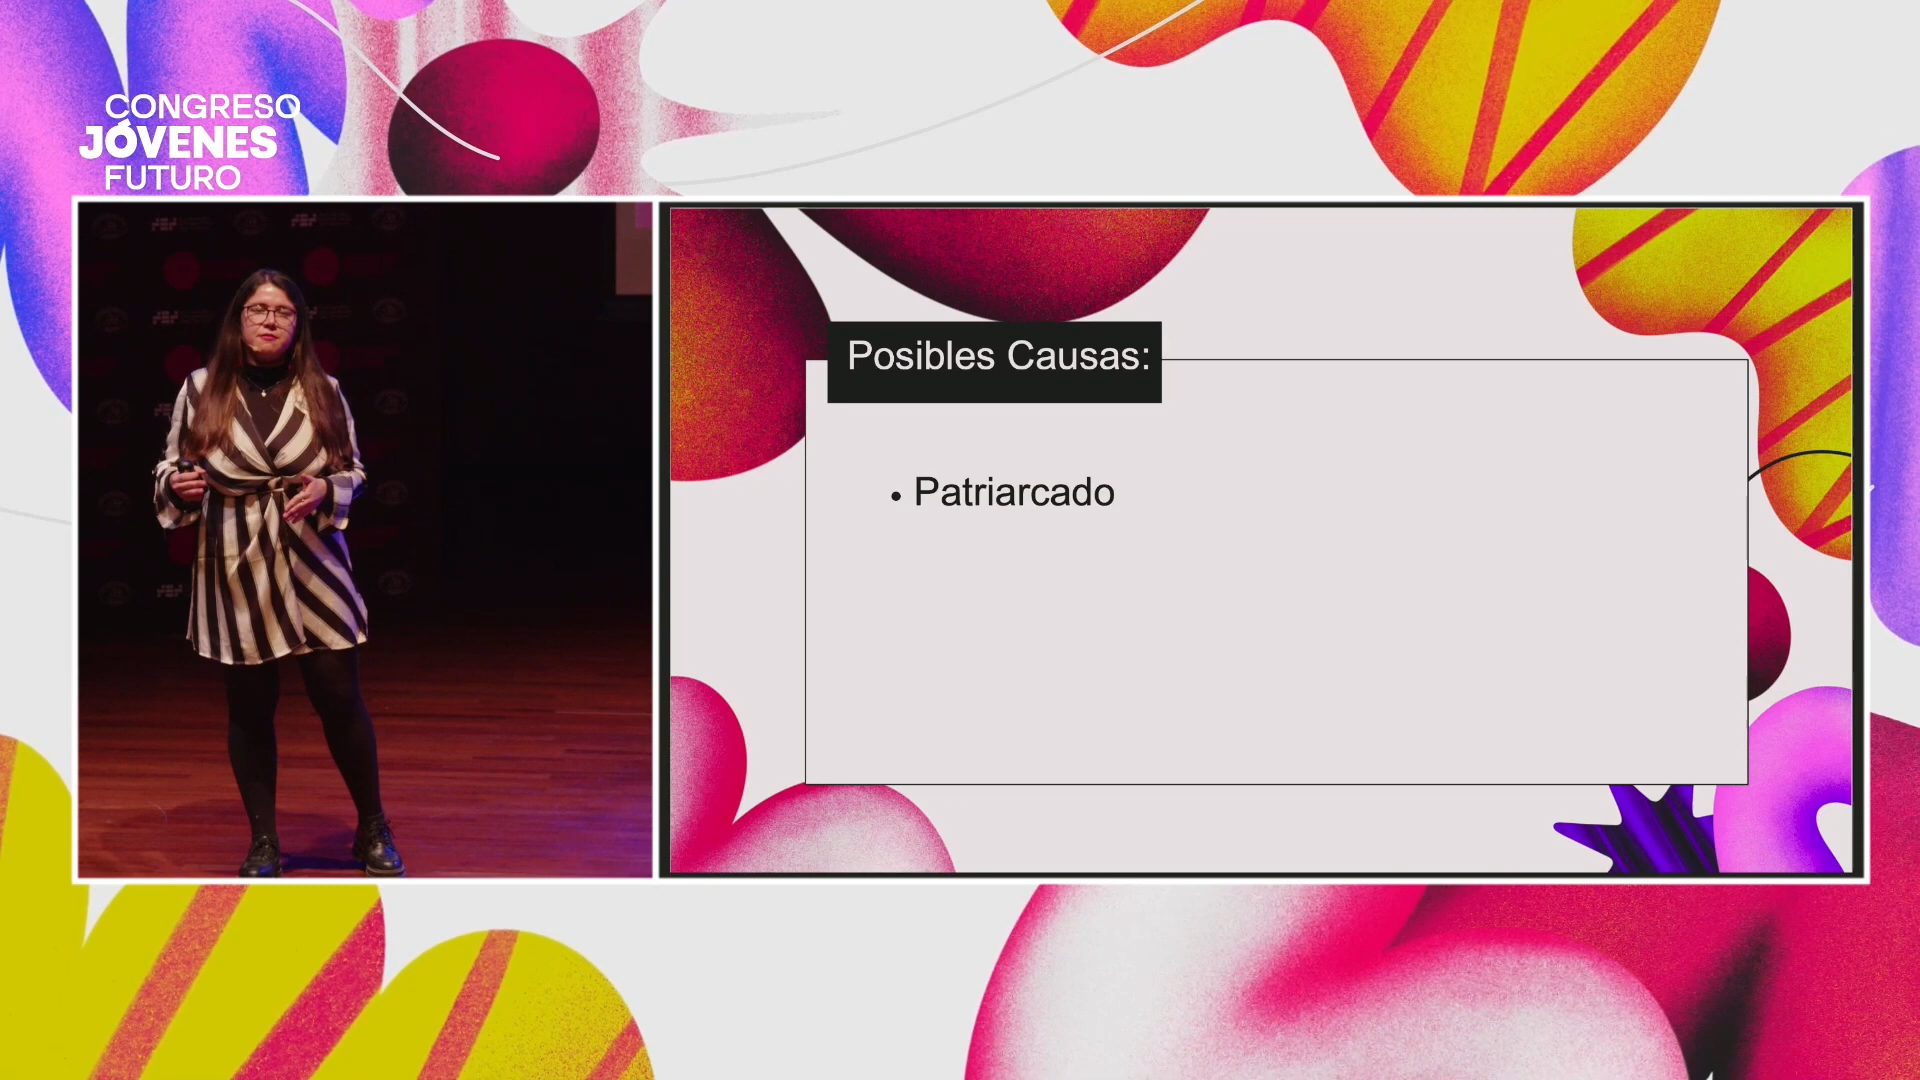 CONGRESO
JÓVENES
FUTURO
Posibles Causas:
• Patriarcado